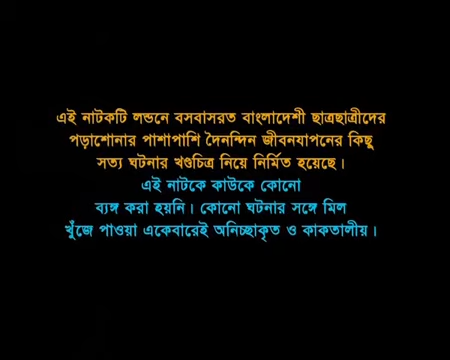 এই নাটকটি লন্ডনে বসবাসরত বাংলাদেশী ছাত্রছাত্রীদের
পড়াশোনার পাশাপাশি দৈনন্দিন জীবনযাপনের কিছু
সত্য ঘটনার খণ্ডচিত্র নিয়ে নির্মিত হয়েছে।
এই নাটকে কাউকে কোনো
ব্যঙ্গ করা হয়নি। কোনো ঘটনার সঙ্গে মিল
খুঁজে পাওয়া একেবারেই অনিচ্ছাকৃত ও কাকতালীয়।